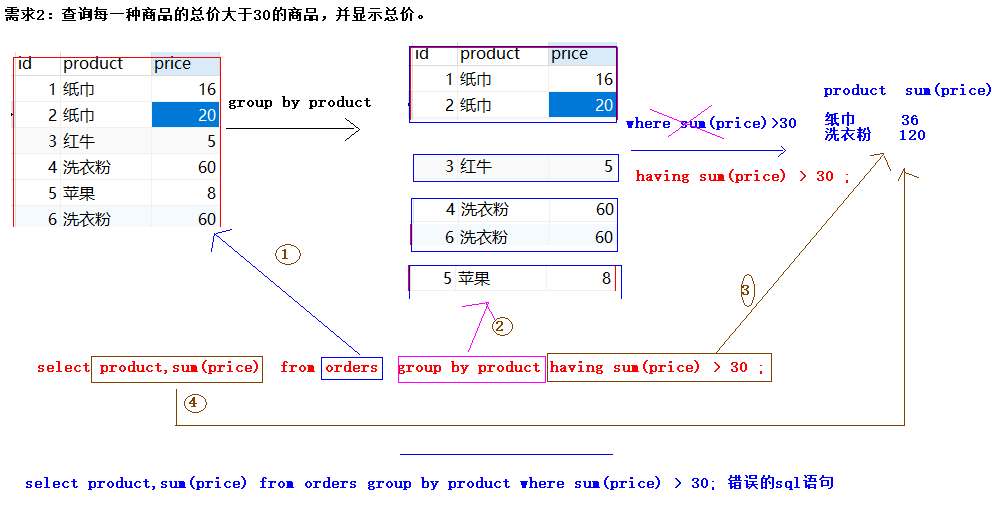 需求2：查询每一种商品的总价大于30的商品，并显示总价。
id product price
1 纸巾 16
2 纸巾 20
3 红牛 5
4 洗衣粉 60
5 苹果 8
6 洗衣粉 60
group by product
id product price
1 纸巾 16
2 纸巾 20
3 红牛 5
4 洗衣粉 60
6 洗衣粉 60
5 苹果 8
where sum(price)>30
having sum(price) > 30 ;
product sum(price)
纸巾 36
洗衣粉 120
1
2
3
select product,sum(price) from orders group by product having sum(price) > 30 ;
4
select product,sum(price) from orders group by product where sum(price) > 30; 错误的sql语句